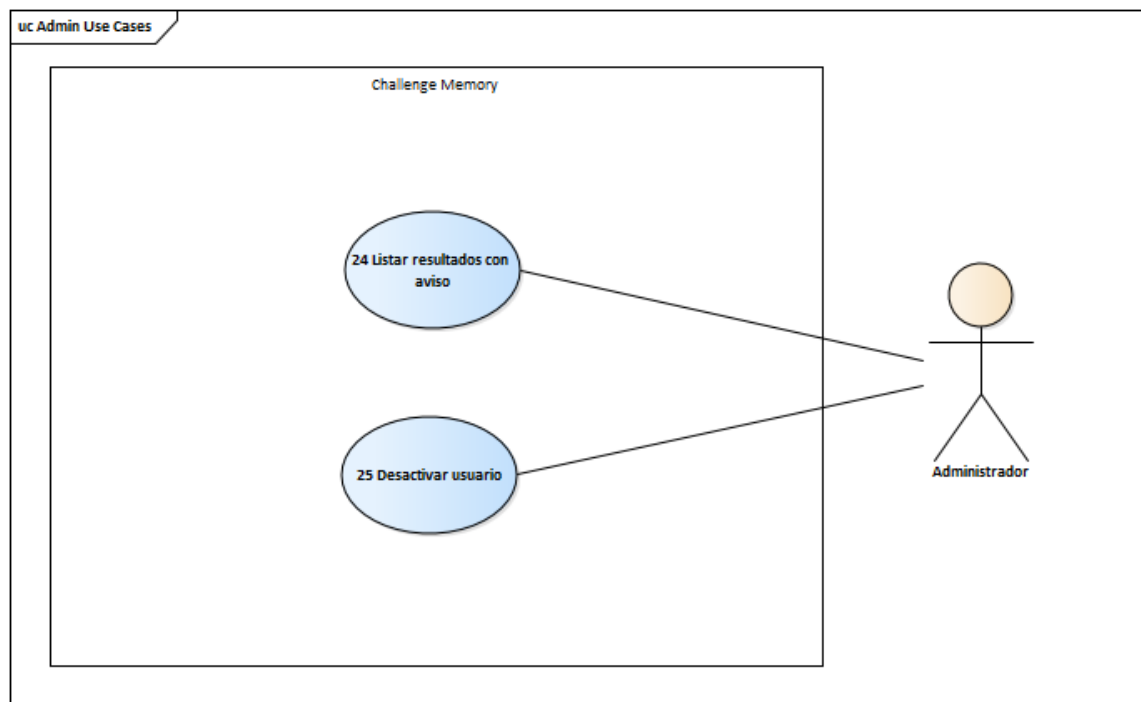 uc Admin Use Cases
Challenge Memory
24 Listar resultados con
aviso
25 Desactivar usuario
Administrador